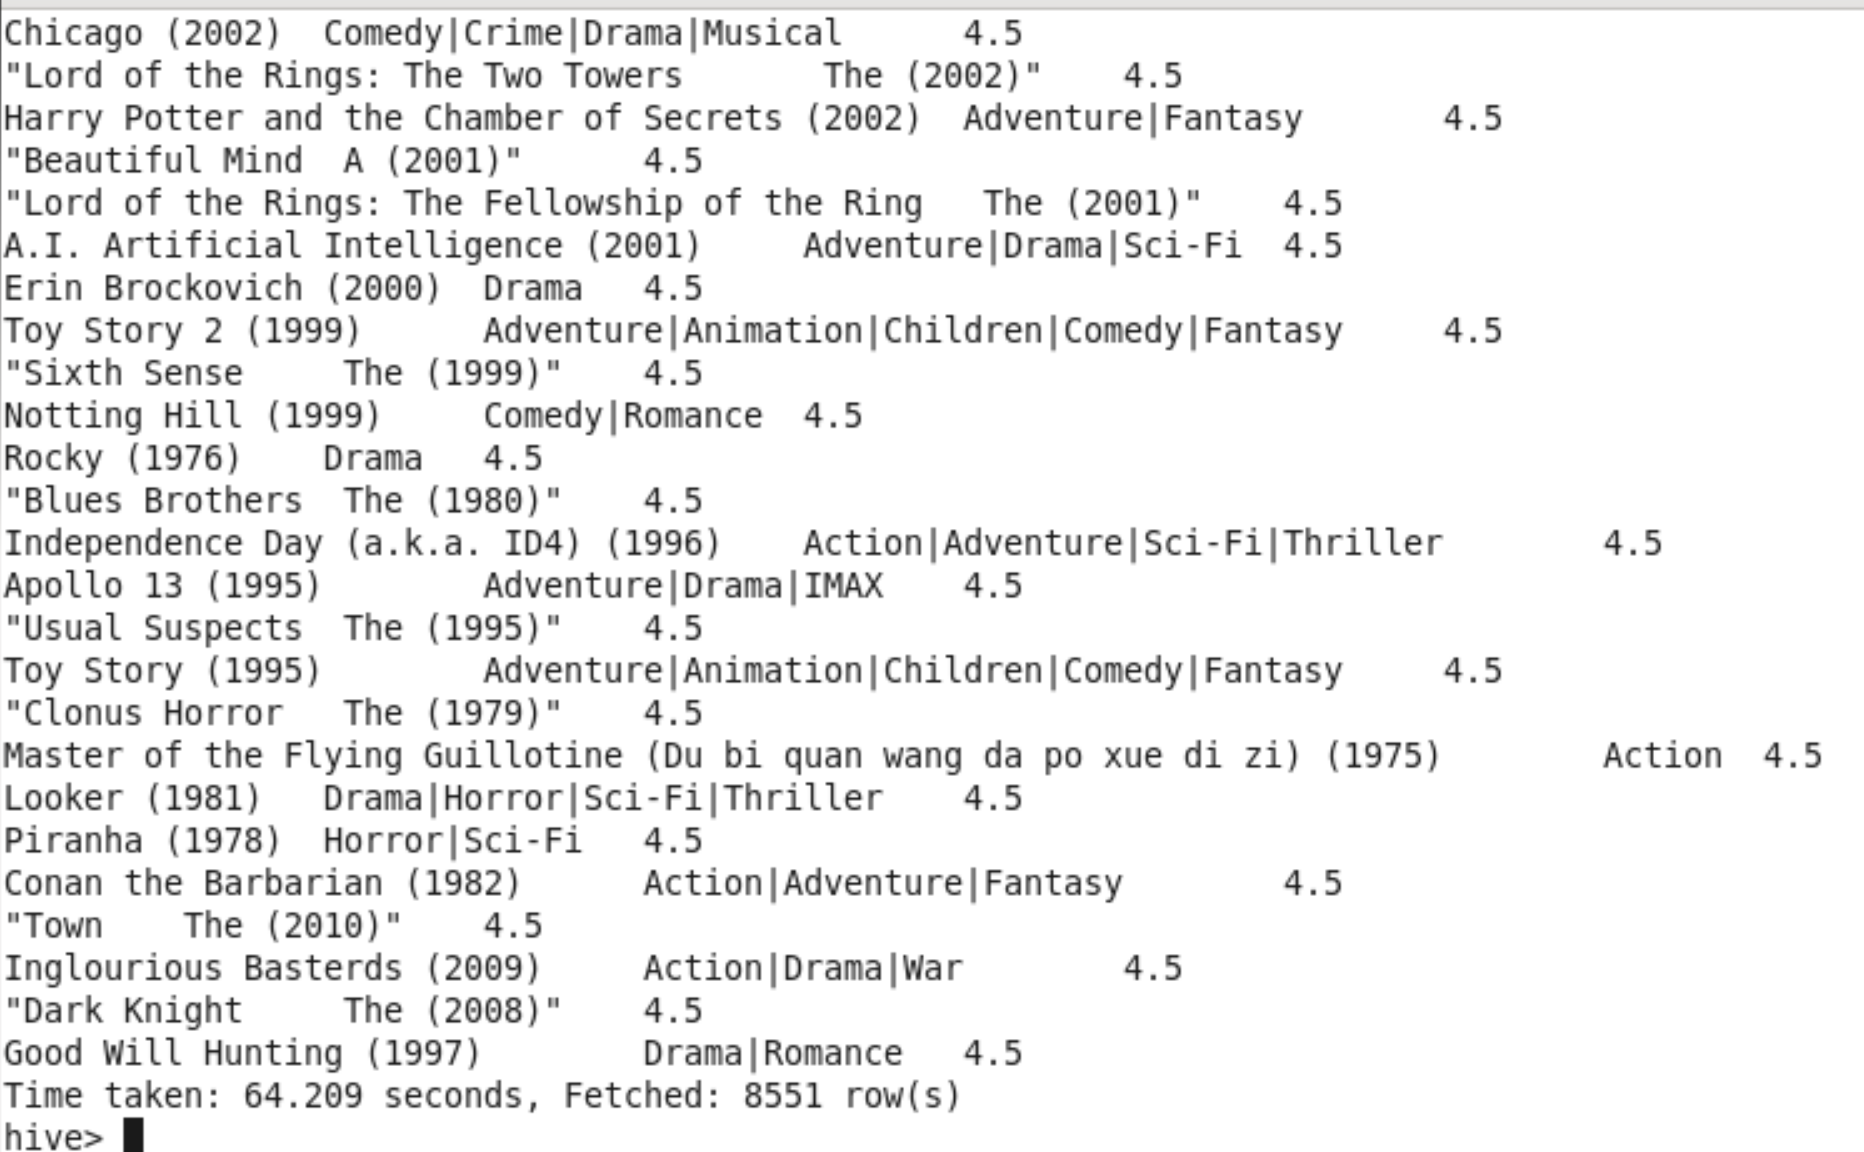 Chicago (2002)	Comedy|Crime|Drama|Musical	4.5
"Lord of the Rings: The Two Towers	The (2002)"	4.5
Harry Potter and the Chamber of Secrets (2002)	Adventure|Fantasy	4.5
"Beautiful Mind	A (2001)"	4.5
"Lord of the Rings: The Fellowship of the Ring	The (2001)"	4.5
A.I. Artificial Intelligence (2001)	Adventure|Drama|Sci-Fi	4.5
Erin Brockovich (2000)	Drama	4.5
Toy Story 2 (1999)	Adventure|Animation|Children|Comedy|Fantasy	4.5
"Sixth Sense	The (1999)"	4.5
Notting Hill (1999)	Comedy|Romance	4.5
Rocky (1976)	Drama	4.5
"Blues Brothers	The (1980)"	4.5
Independence Day (a.k.a. ID4) (1996)	Action|Adventure|Sci-Fi|Thriller	4.5
Apollo 13 (1995)	Adventure|Drama|IMAX	4.5
"Usual Suspects	The (1995)"	4.5
Toy Story (1995)	Adventure|Animation|Children|Comedy|Fantasy	4.5
"Clonus Horror	The (1979)"	4.5
Master of the Flying Guillotine (Du bi quan wang da po xue di zi) (1975)	Action	4.5
Looker (1981)	Drama|Horror|Sci-Fi|Thriller	4.5
Piranha (1978)	Horror|Sci-Fi	4.5
Conan the Barbarian (1982)	Action|Adventure|Fantasy	4.5
"Town	The (2010)"	4.5
Inglourious Basterds (2009)	Action|Drama|War	4.5
"Dark Knight	The (2008)"	4.5
Good Will Hunting (1997)	Drama|Romance	4.5
Time taken: 64.209 seconds, Fetched: 8551 row(s)
hive>